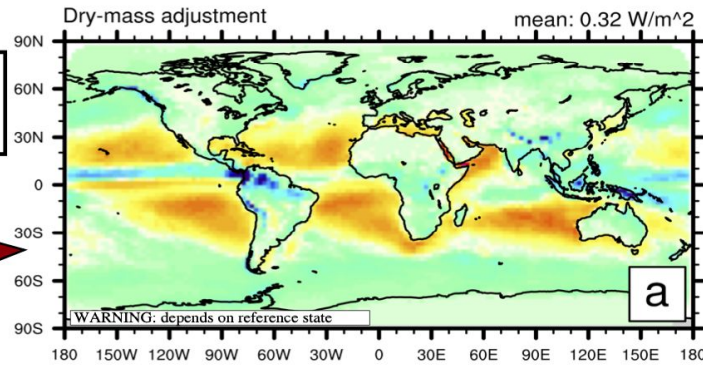 Dry-mass adjustment mean: 0.32 W/m^2
90N
60N
30N
0
30S
60S
90S
a
WARNING: depends on reference state
180 150W 120W 90W 60W 30W 0 30E 60E 90E 120E 150E 180